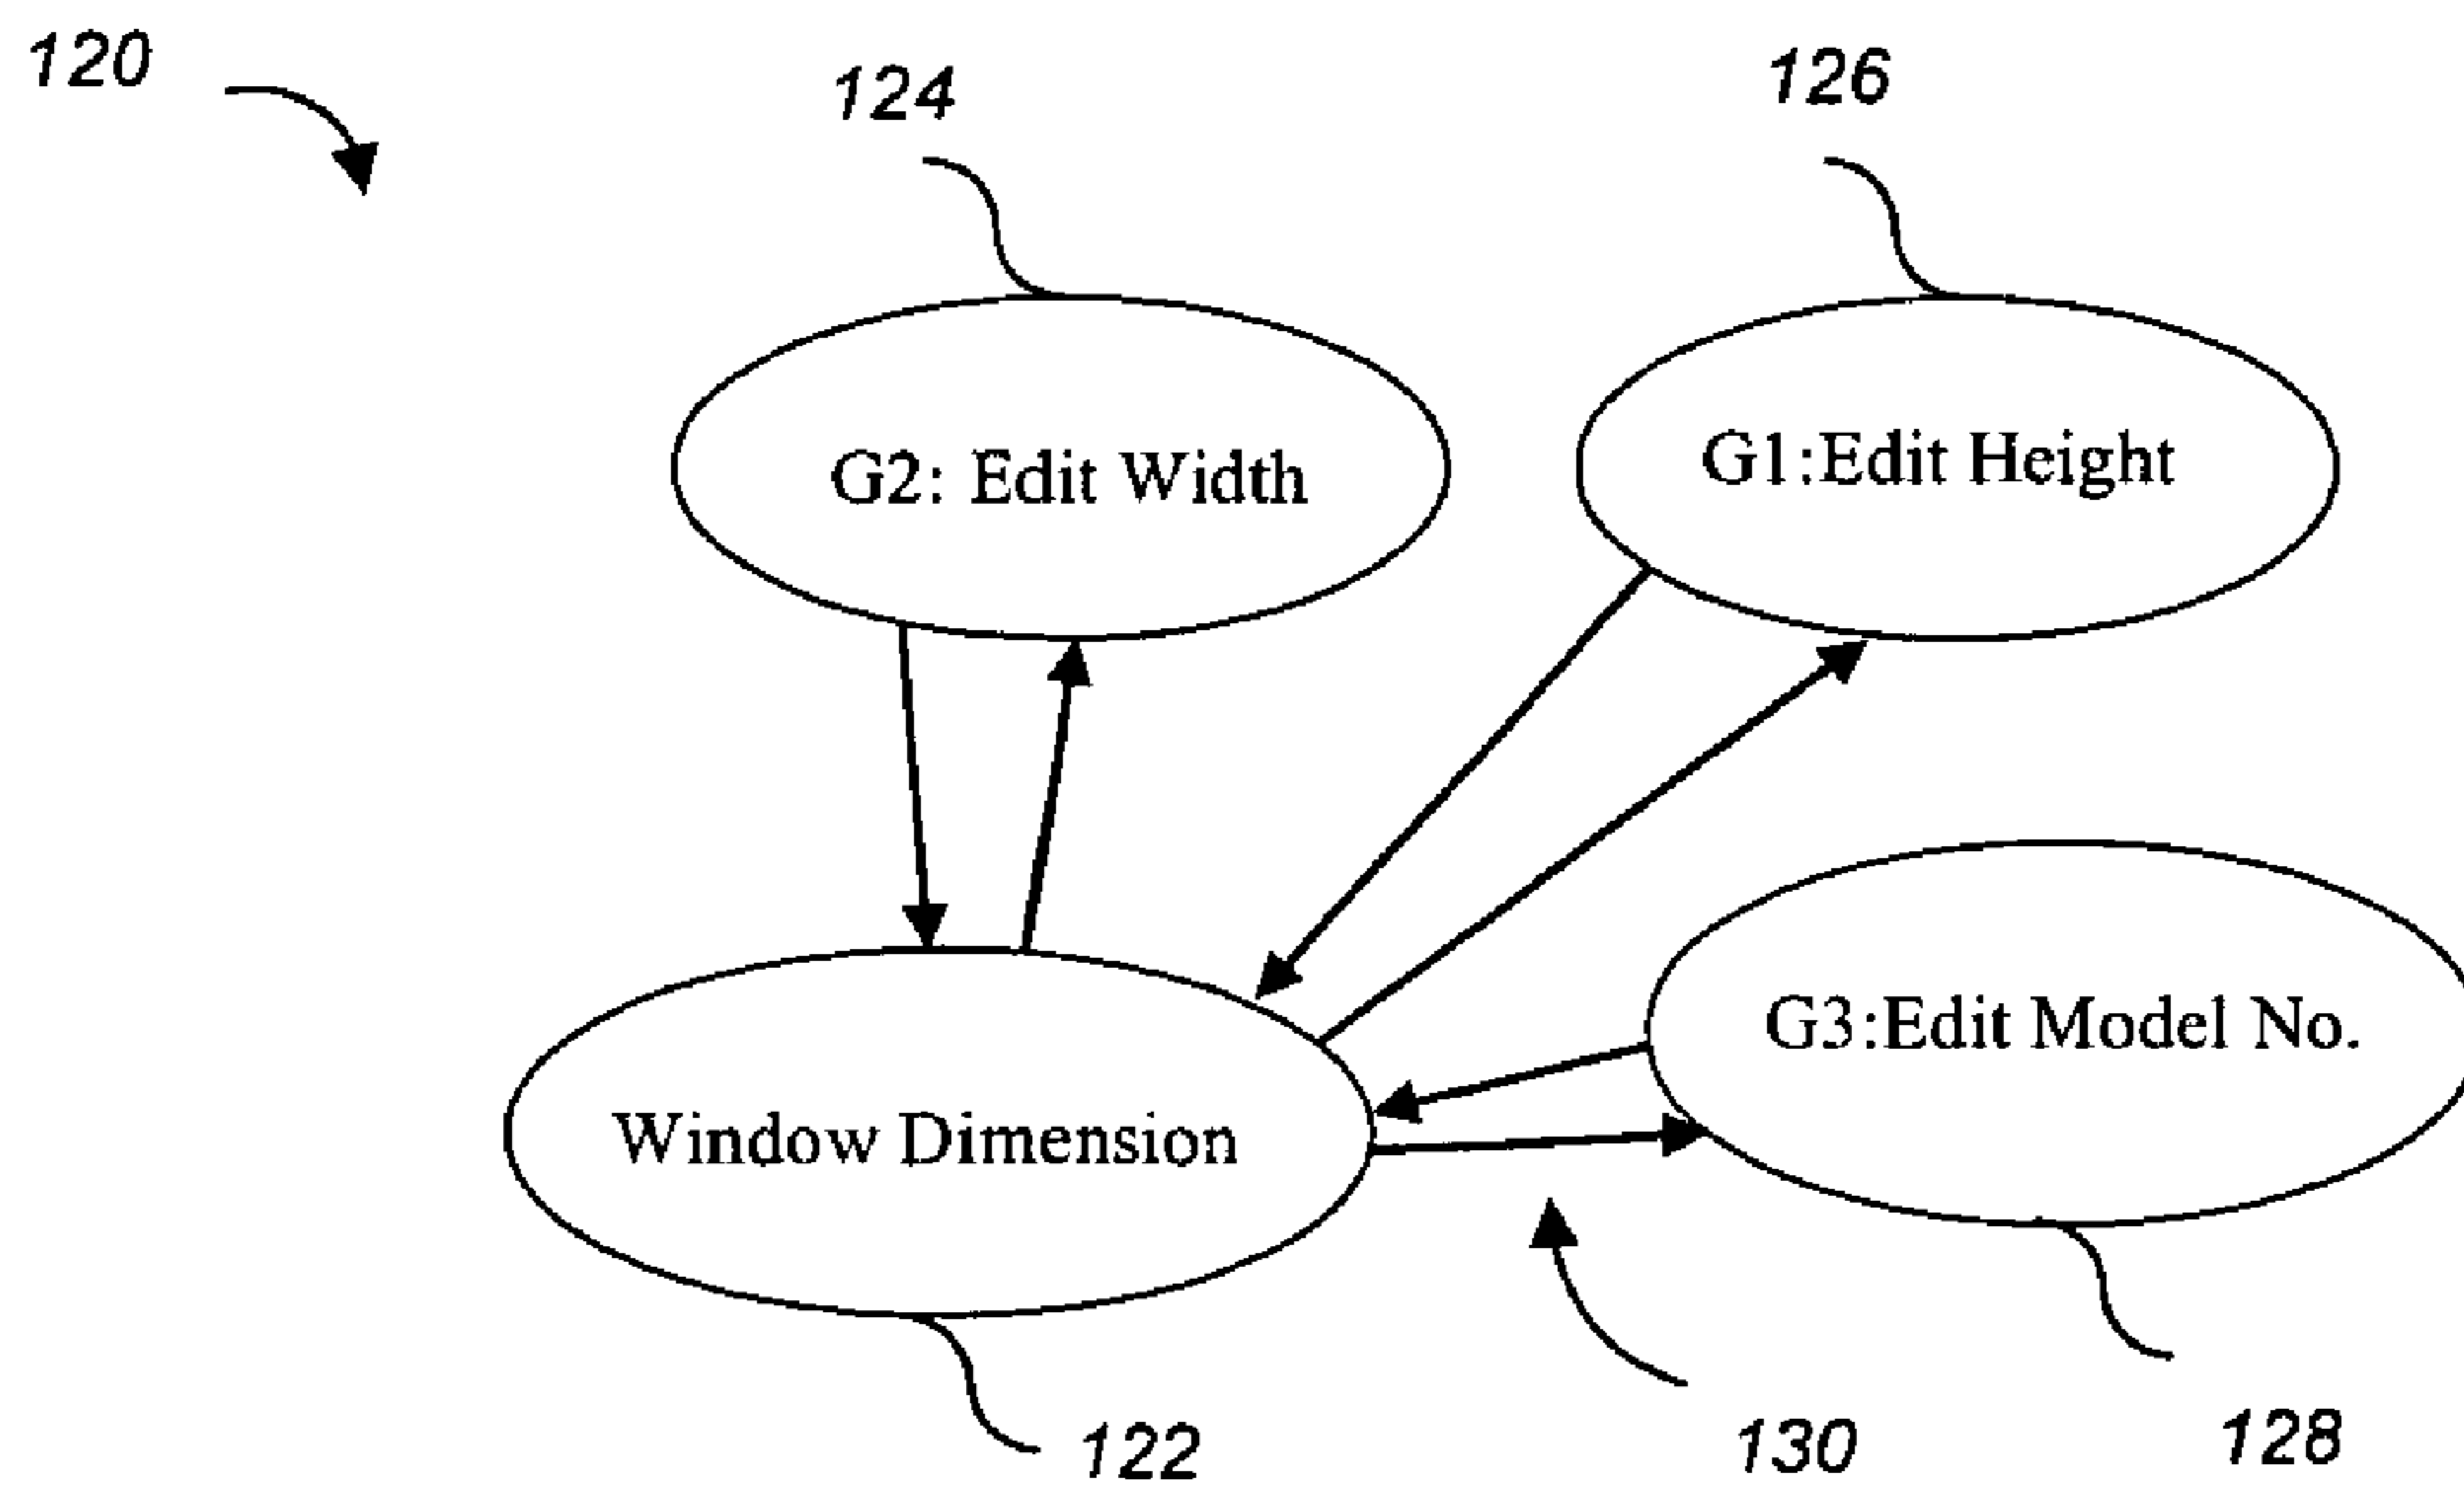 120
124
126
G2: Edit Width
G1:Edit Height
G3:Edit Model No.
Window Dimension
122
130
128